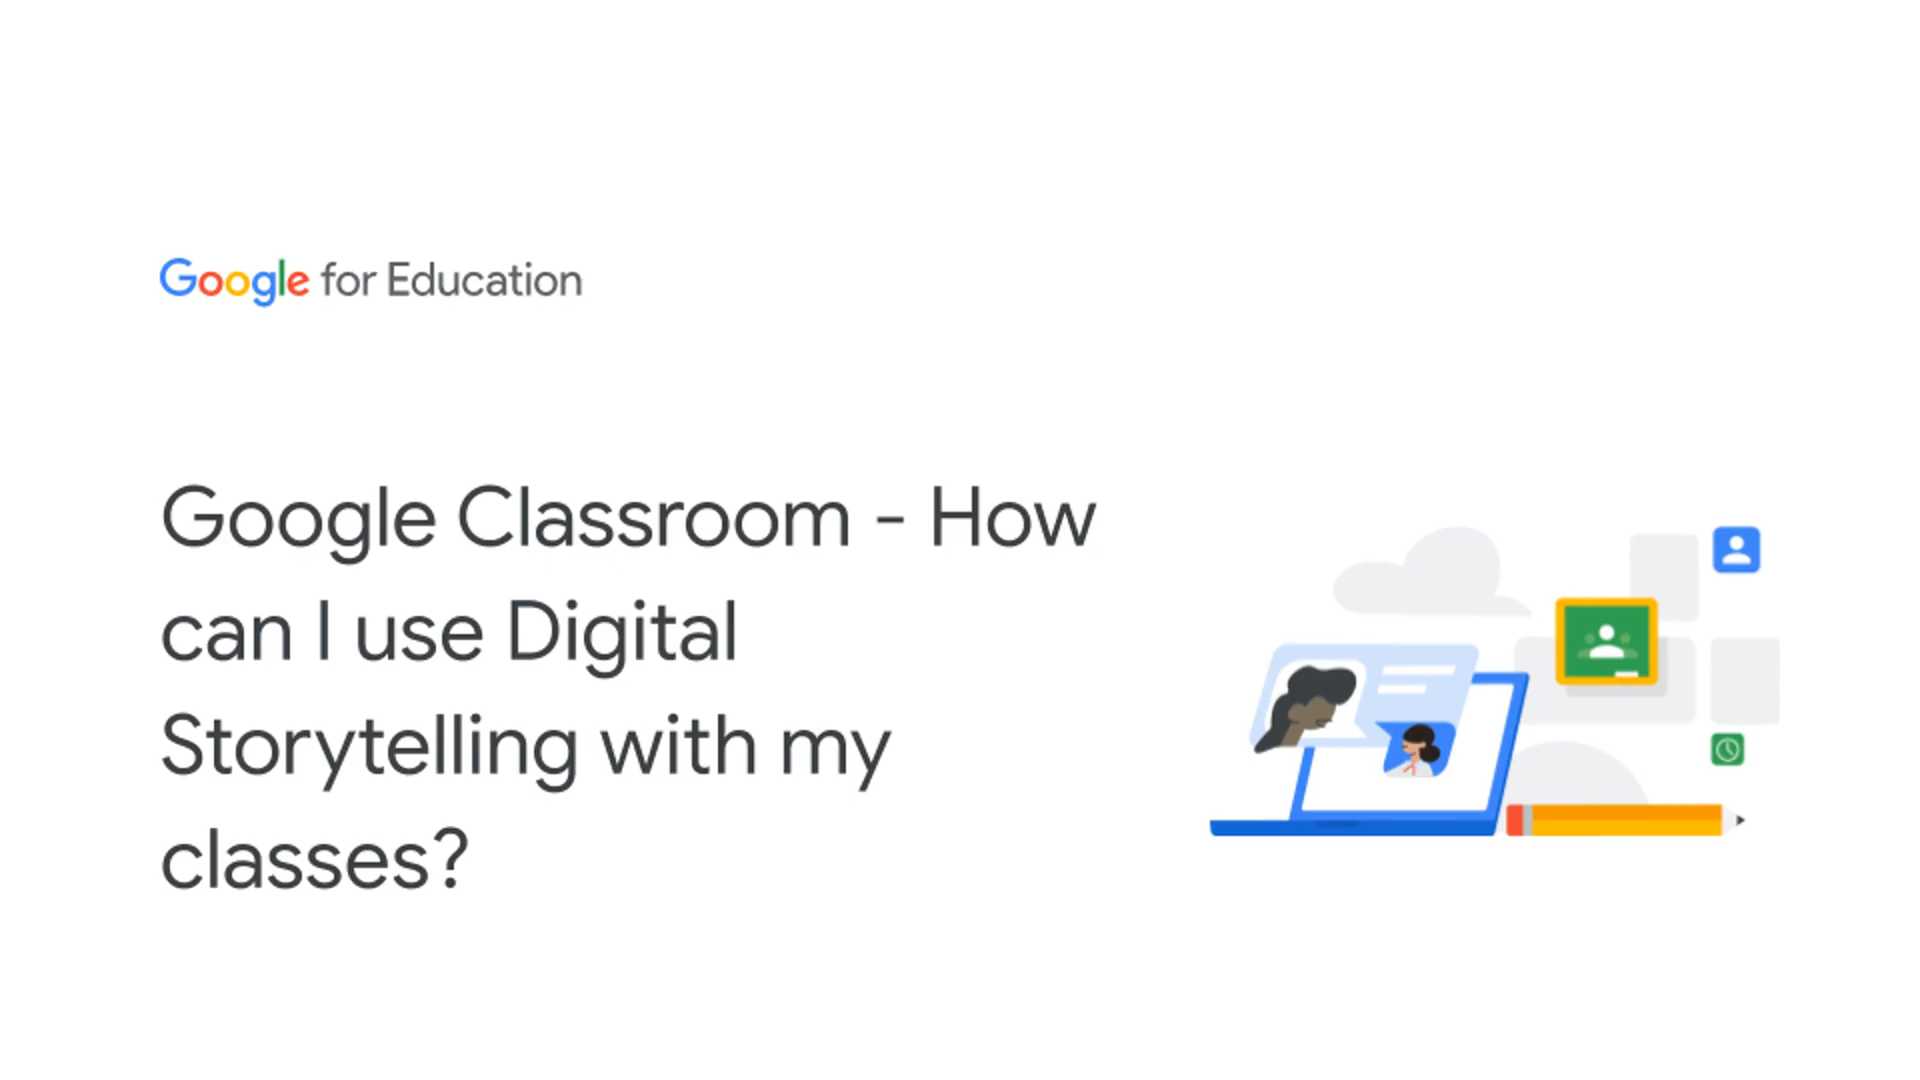 Google for Education
Google Classroom - How
can I use Digital
Storytelling with my
classes?